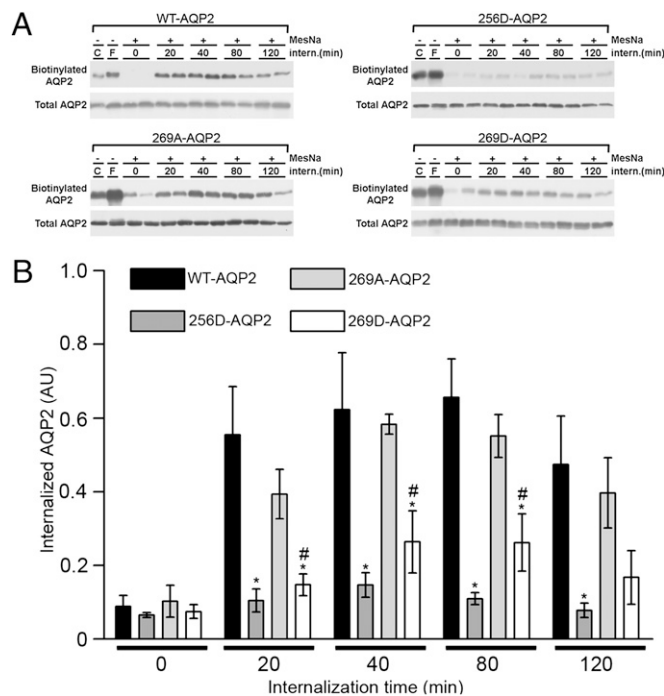 A
WT-AQP2
- - + + + + + MesNa
C F 0 20 40 80 120 intern.(min)
Biotinylated
AQP2
Total AQP2
256D-AQP2
- - + + + + + MesNa
C F 0 20 40 80 120 intern.(min)
Biotinylated
AQP2
Total AQP2
269A-AQP2
- - + + + + + MesNa
C F 0 20 40 80 120 intern.(min)
Biotinylated
AQP2
Total AQP2
269D-AQP2
- - + + + + + MesNa
C F 0 20 40 80 120 intern.(min)
Biotinylated
AQP2
Total AQP2
B
WT-AQP2 269A-AQP2
256D-AQP2 269D-AQP2
Internalized AQP2 (AU)
1.0
0.8
0.6
0.4
0.2
0
* # *
* # *
* # *
*
0 20 40 80 120
Internalization time (min)